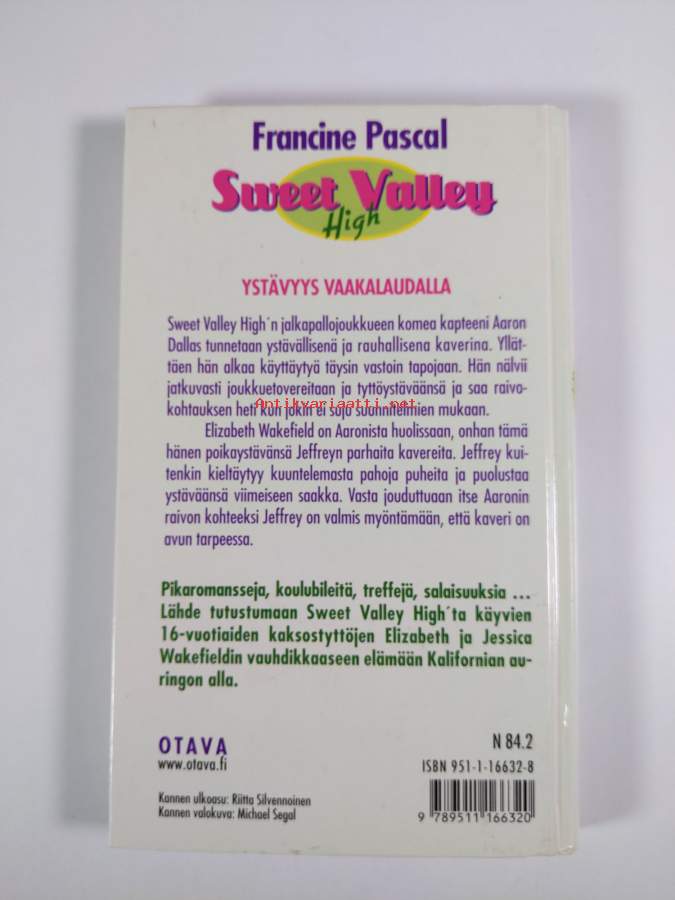 Francine Pascal
Sweet Valley
High
YSTÄVYYS VAAKALAUDALLA
Sweet Valley High´n jalkapallojoukkueen komea kapteeni Aaron
Dallas tunnetaan ystävällisenä ja rauhallisena kaverina. Yllät-
täen hän alkaa käyttäytyä täysin vastoin tapojaan. Hän nälvii
jatkuvasti joukkuetovereitaan ja tyttöystäväänsä ja saa raivo-
kohtauksen heti kun jokin ei suju suunnitelmien mukaan.
Antikvariaatti.net
Elizabeth Wakefield on Aaronista huolissaan, onhan tämä
hänen poikaystävänsä Jeffreyn parhaita kavereita. Jeffrey kui-
tenkin kieltäytyy kuuntelemasta pahoja puheita ja puolustaa
ystäväänsä viimeiseen saakka. Vasta jouduttuaan itse Aaronin
raivon kohteeksi Jeffrey on valmis myöntämään, että kaveri on
avun tarpeessa.
Pikaromansseja, koulubileitä, treffejä, salaisuuksia ...
Lähde tutustumaan Sweet Valley High´ta käyvien
16-vuotiaiden kaksostyttöjen Elizabeth ja Jessica
Wakefieldin vauhdikkaaseen elämään Kalifornian au-
ringon alla.
OTAVA
www.otava.fi
N 84.2
ISBN 951-1-16632-8
Kannen ulkoasu: Riitta Silvennoinen
Kannen valokuva: Michael Segal
9 789511 166320